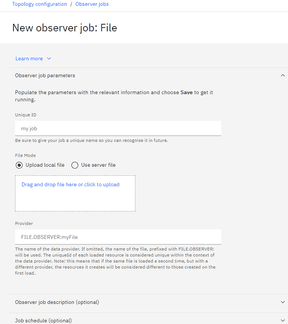 Topology configuration / Observer jobs
New observer job: File
Learn more
Observer job parameters
Populate the parameters with the relevant information and choose Save to get it
running.
Unique ID
my job
Be sure to give your job a unique name so you can recognise it in future.
File Mode
Upload local file
Use server file
Drag and drop file here or click to upload
Provider
FILE.OBSERVER:myFile
The name of the data provider. If omitted, the name of the file, prefixed with FILE.OBSERVER:
will be used. The uniqueId of each loaded resource is considered unique within the context of
the data provider. Note: this means that if the same file is loaded a second time, but with a
different provider, the resources it creates will be considered different to those created on the
first load.
Observer job description (optional)
Job schedule (optional)